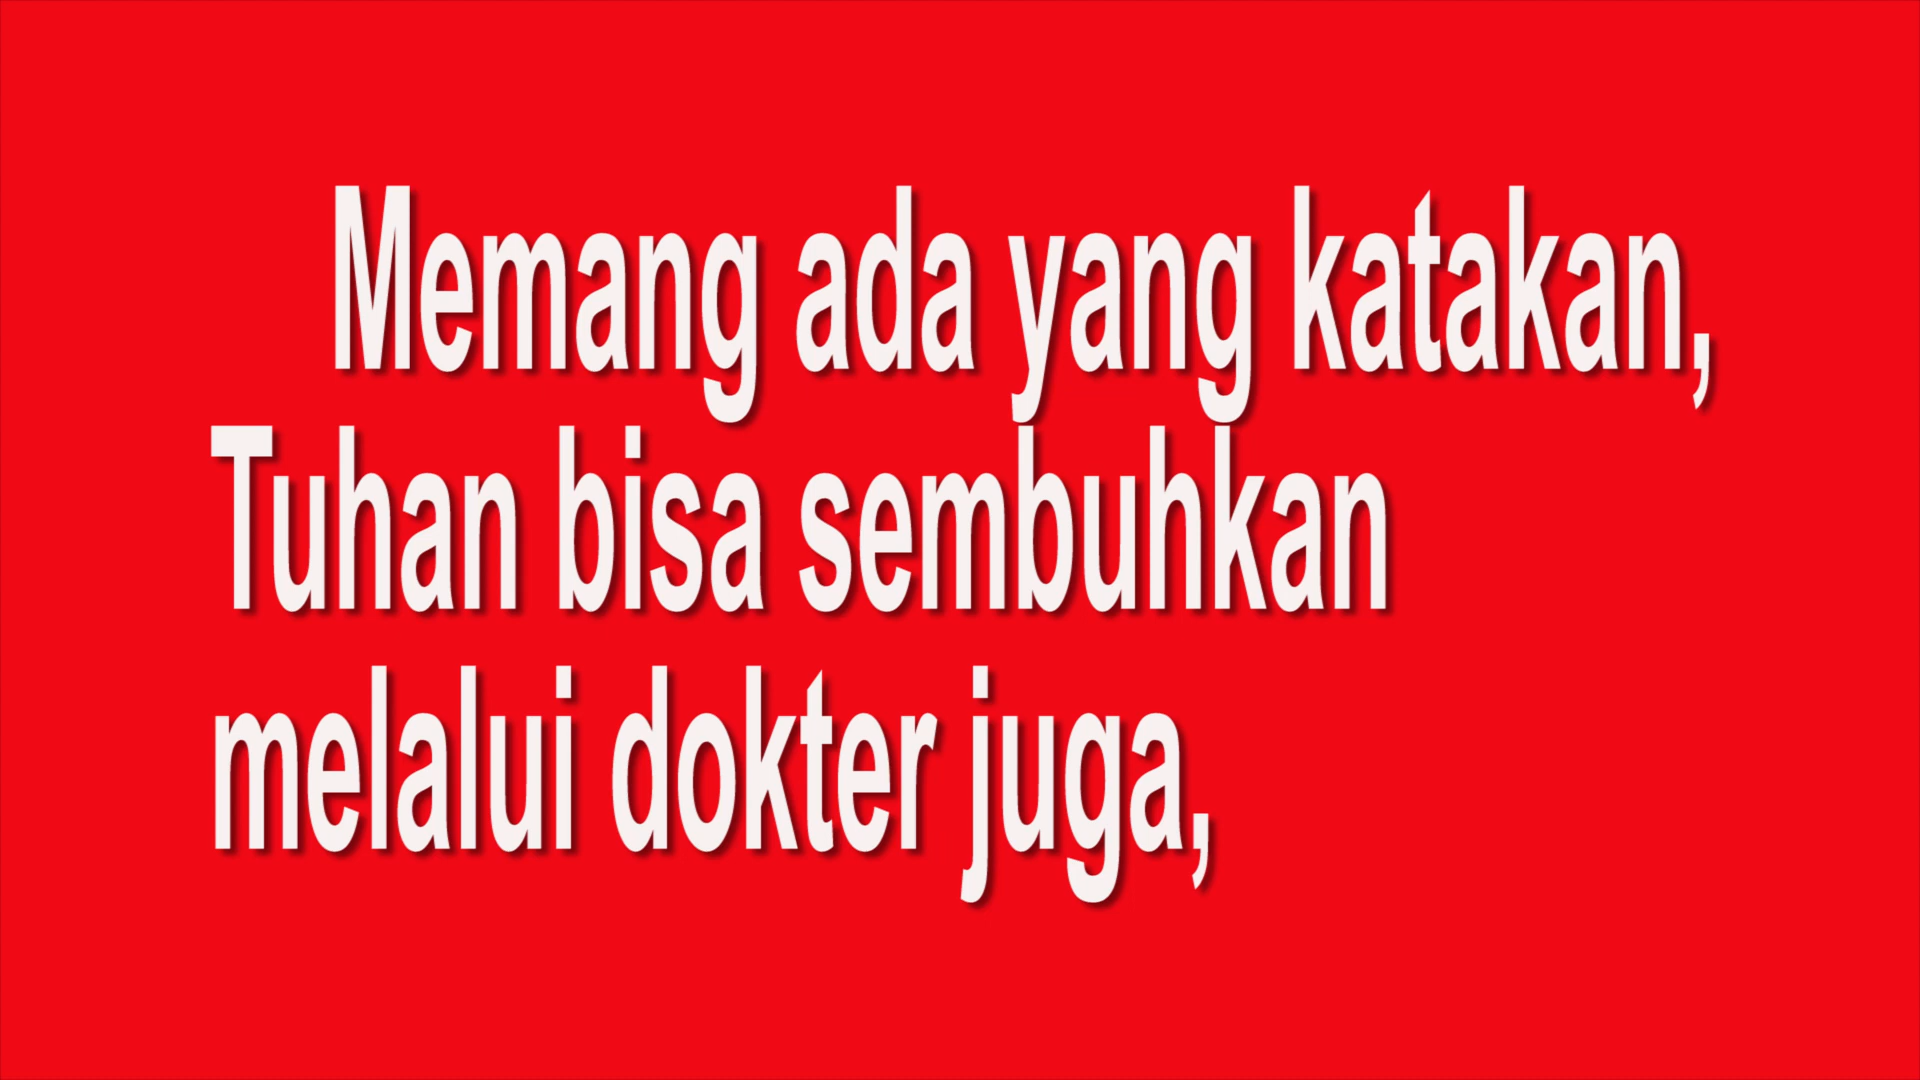 Memang ada yang katakan,
Tuhan bisa sembuhkan
melalui dokter juga,